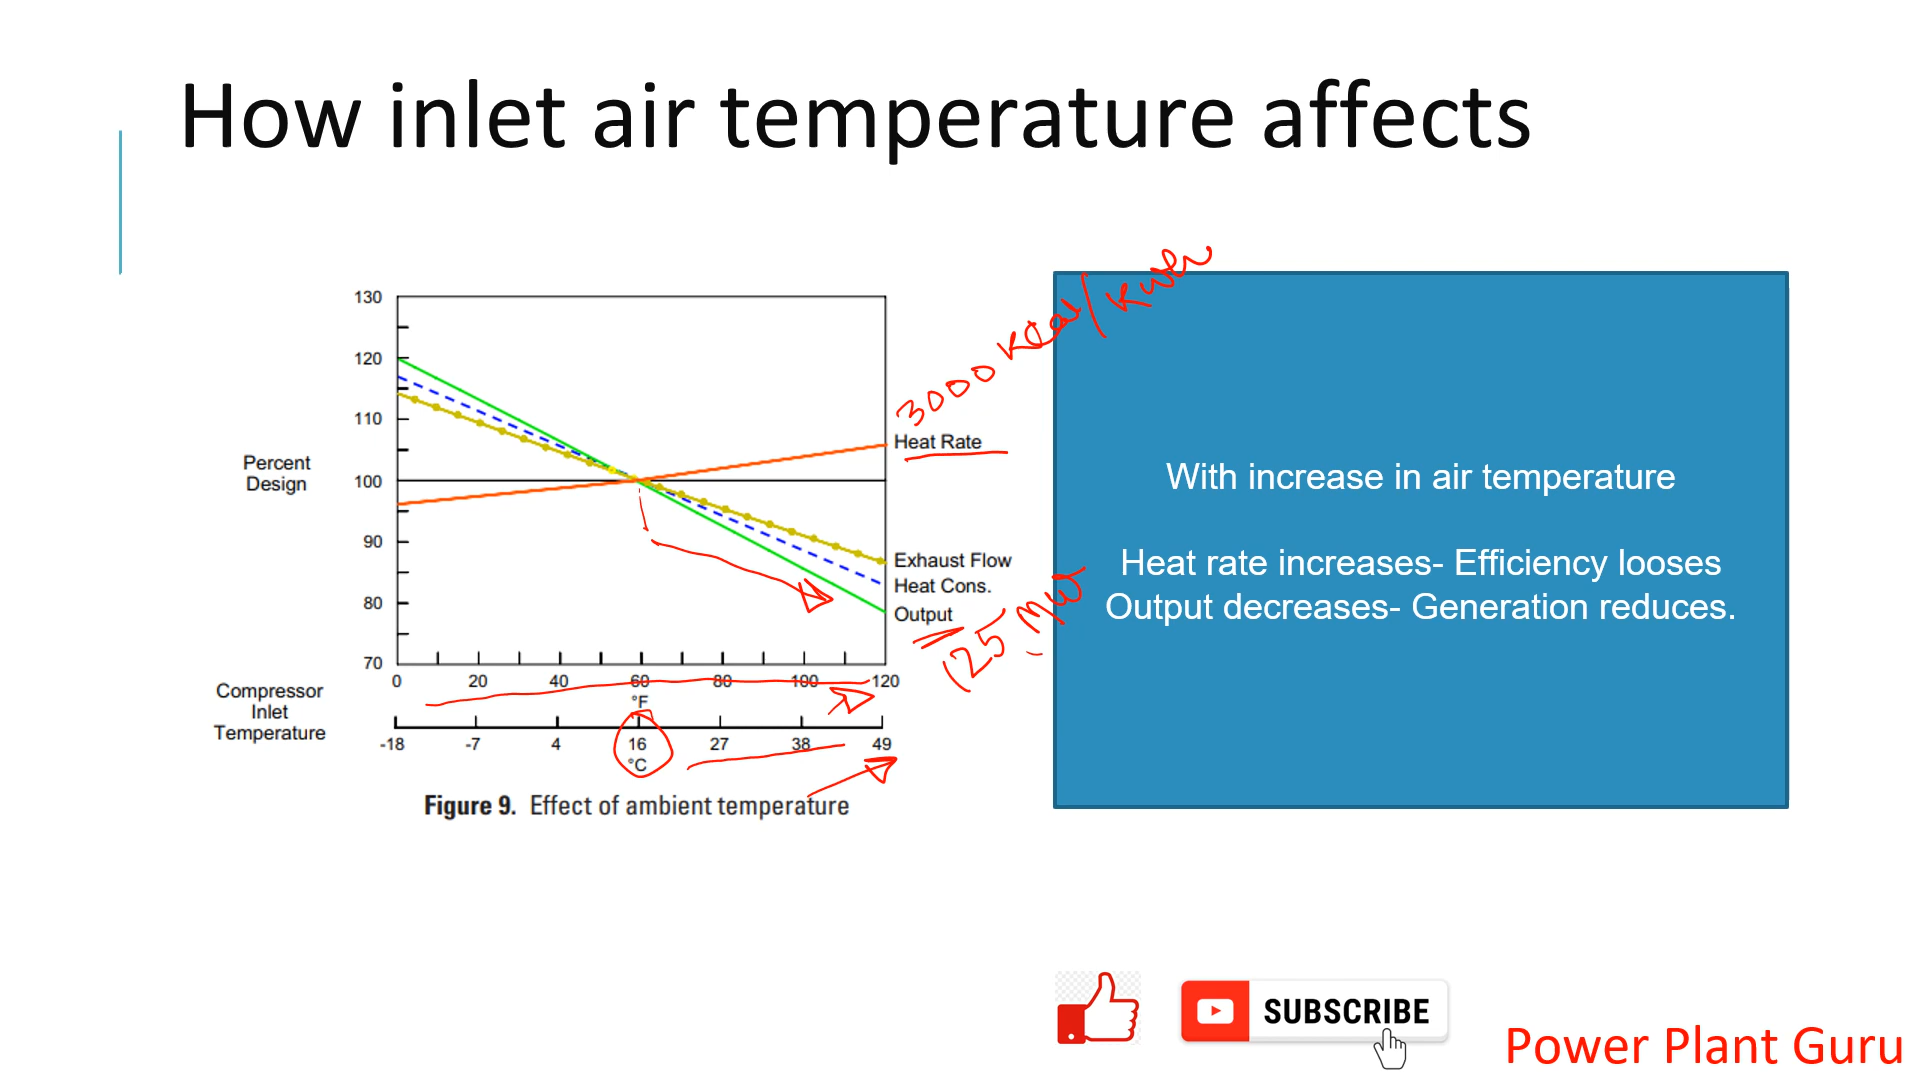 How inlet air temperature affects
3000 Kcal/Kwh
130
120
110
100
90
80
70
Percent
Design
Heat Rate
Exhaust Flow
Heat Cons.
Output
125 MW
0 20 40 60 80 100 120
°F
Compressor
Inlet
Temperature
-18 -7 4 16 27 38 49
°C
Figure 9. Effect of ambient temperature
With increase in air temperature
Heat rate increases- Efficiency looses
Output decreases- Generation reduces.
SUBSCRIBE
Power Plant Guru